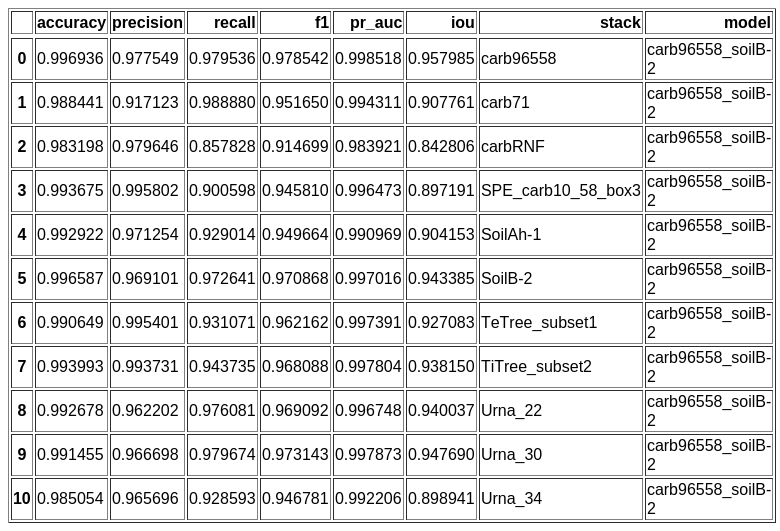 accuracy precision recall f1 pr_auc iou stack model
0 0.996936 0.977549 0.979536 0.978542 0.998518 0.957985 carb96558 carb96558_soilB-
2
1 0.988441 0.917123 0.988880 0.951650 0.994311 0.907761 carb71 carb96558_soilB-
2
2 0.983198 0.979646 0.857828 0.914699 0.983921 0.842806 carbRNF carb96558_soilB-
2
3 0.993675 0.995802 0.900598 0.945810 0.996473 0.897191 SPE_carb10_58_box3 carb96558_soilB-
2
4 0.992922 0.971254 0.929014 0.949664 0.990969 0.904153 SoilAh-1 carb96558_soilB-
2
5 0.996587 0.969101 0.972641 0.970868 0.997016 0.943385 SoilB-2 carb96558_soilB-
2
6 0.990649 0.995401 0.931071 0.962162 0.997391 0.927083 TeTree_subset1 carb96558_soilB-
2
7 0.993993 0.993731 0.943735 0.968088 0.997804 0.938150 TiTree_subset2 carb96558_soilB-
2
8 0.992678 0.962202 0.976081 0.969092 0.996748 0.940037 Urna_22 carb96558_soilB-
2
9 0.991455 0.966698 0.979674 0.973143 0.997873 0.947690 Urna_30 carb96558_soilB-
2
10 0.985054 0.965696 0.928593 0.946781 0.992206 0.898941 Urna_34 carb96558_soilB-
2